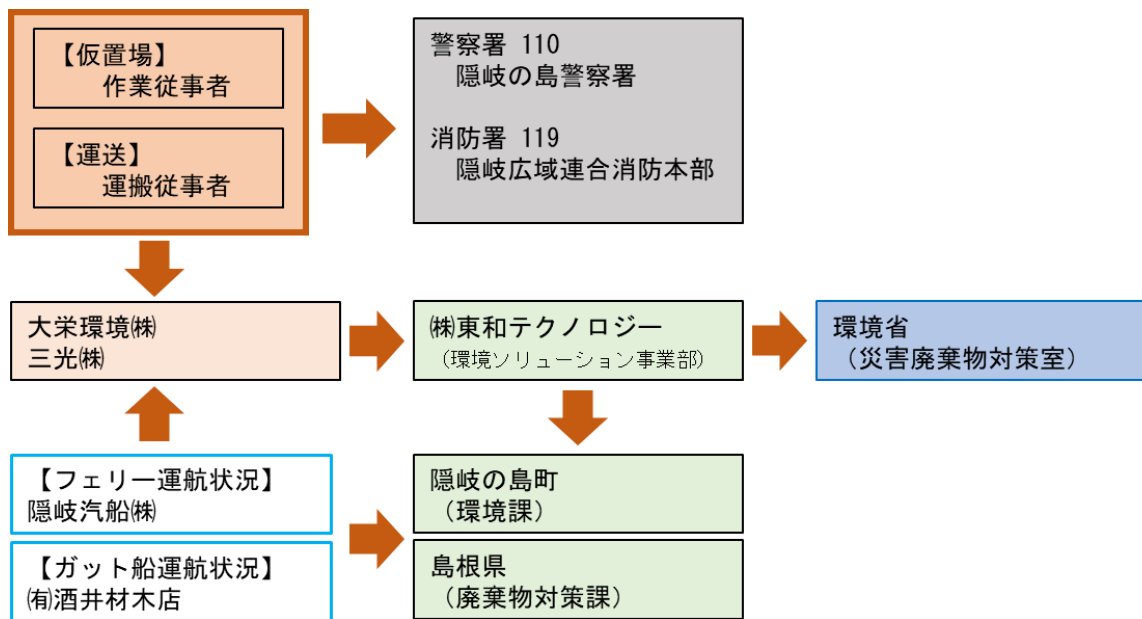 【仮置場】
作業従事者
【運送】
運搬従事者
警察署 110
隠岐の島警察署
消防署 119
隠岐広域連合消防本部
大栄環境㈱
三光㈱
㈱東和テクノロジー
（環境ソリューション事業部）
環境省
（災害廃棄物対策室）
【フェリー運航状況】
隠岐汽船㈱
【ガット船運航状況】
㈲酒井材木店
隠岐の島町
（環境課）
島根県
（廃棄物対策課）